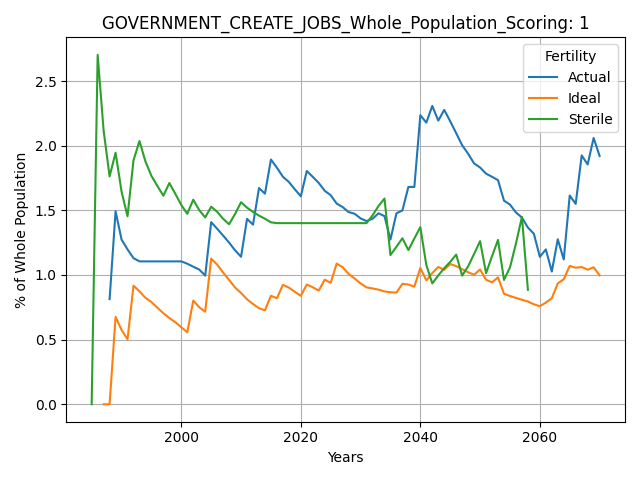 GOVERNMENT_CREATE_JOBS_Whole_Population_Scoring: 1
Fertility
Actual
Ideal
Sterile
% of Whole Population
2.5
2.0
1.5
1.0
0.5
0.0
2000
2020
2040
2060
Years